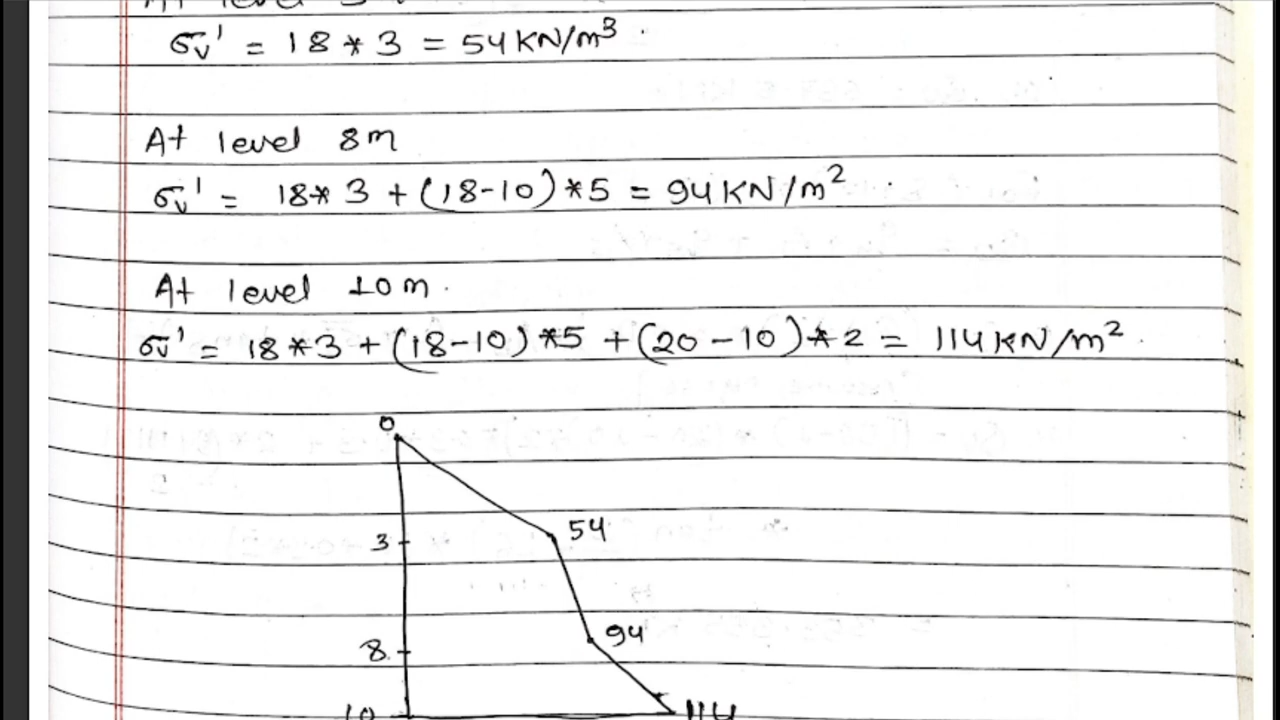 σv' = 18 * 3 = 54 KN/m³
At level 8m
σv' = 18* 3 + (18-10) *5 = 94 KN/m²
At level 10m.
σv' = 18 *3 + (18-10) *5 + (20-10) *2 = 114 KN/m².
0
3 54
8 94
10 114